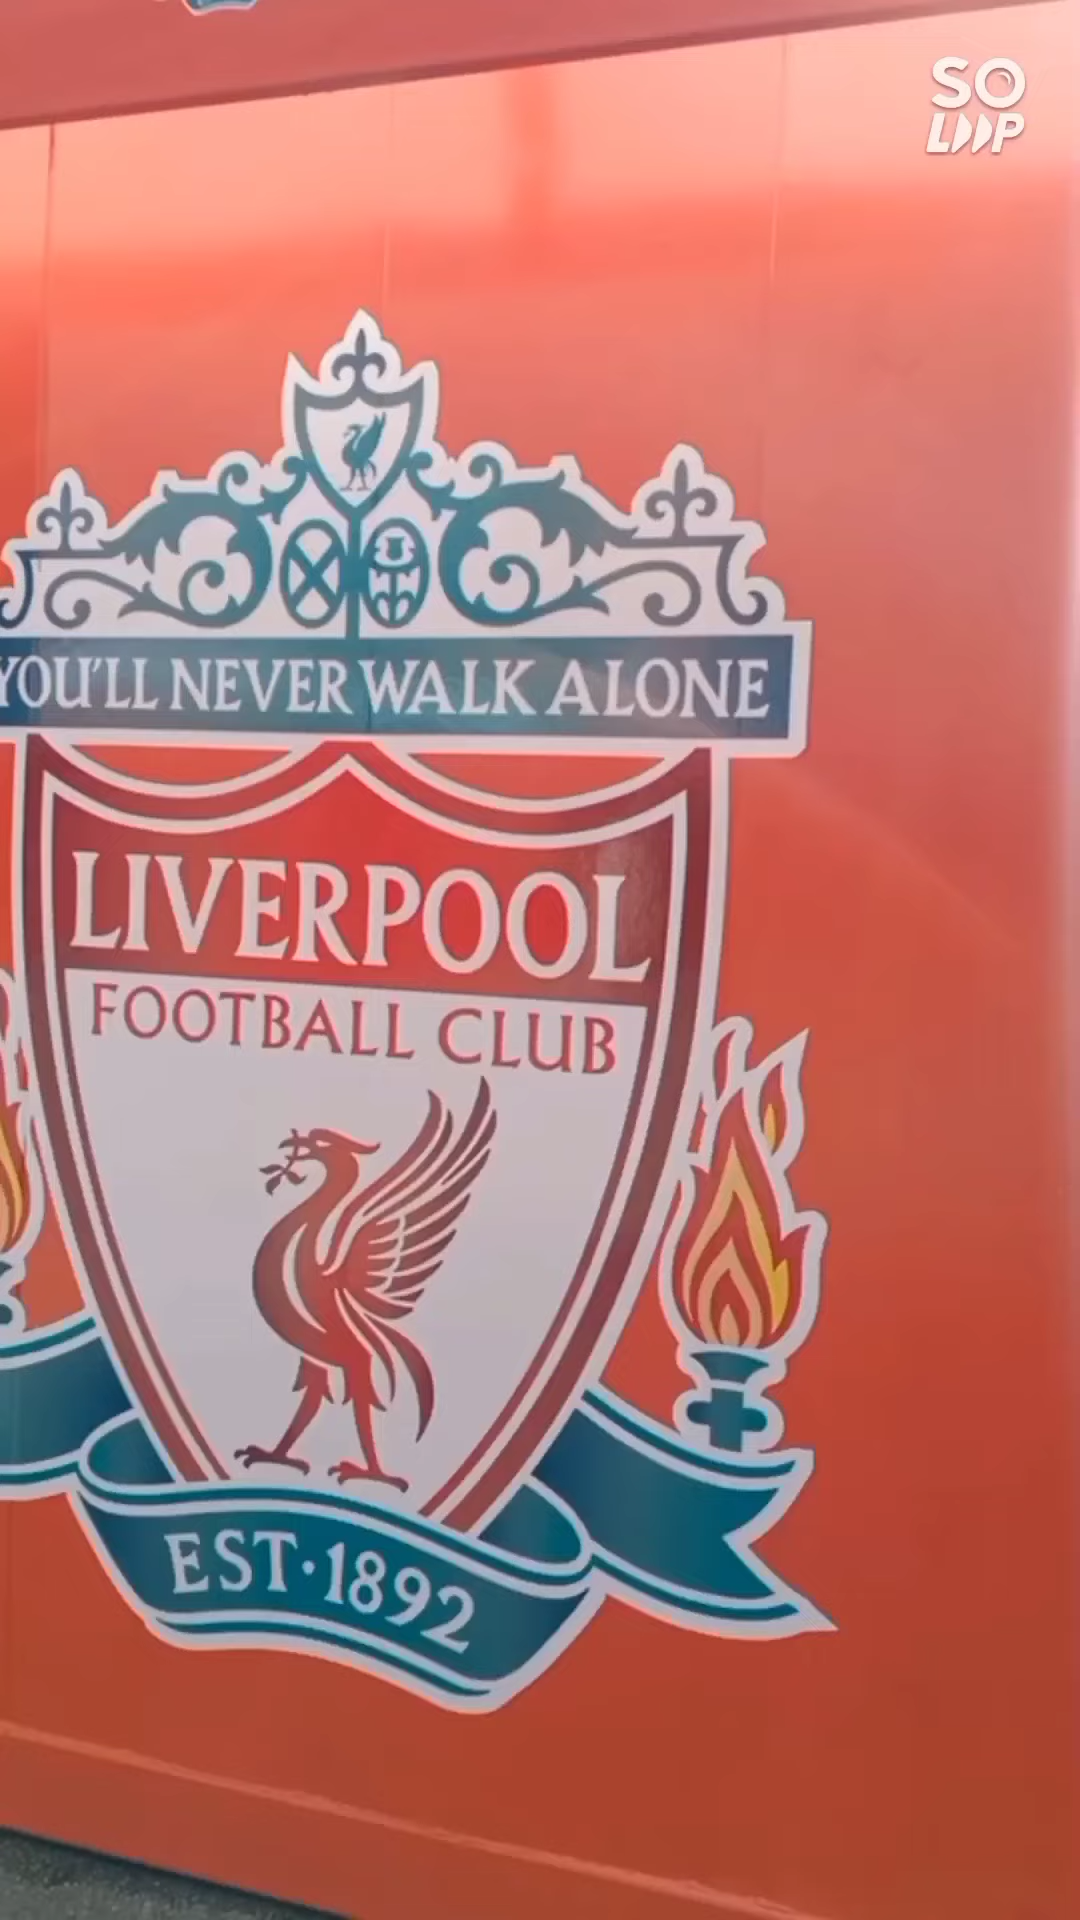 SO
LOOP
YOU'LL NEVER WALK ALONE
LIVERPOOL
FOOTBALL CLUB
EST·1892